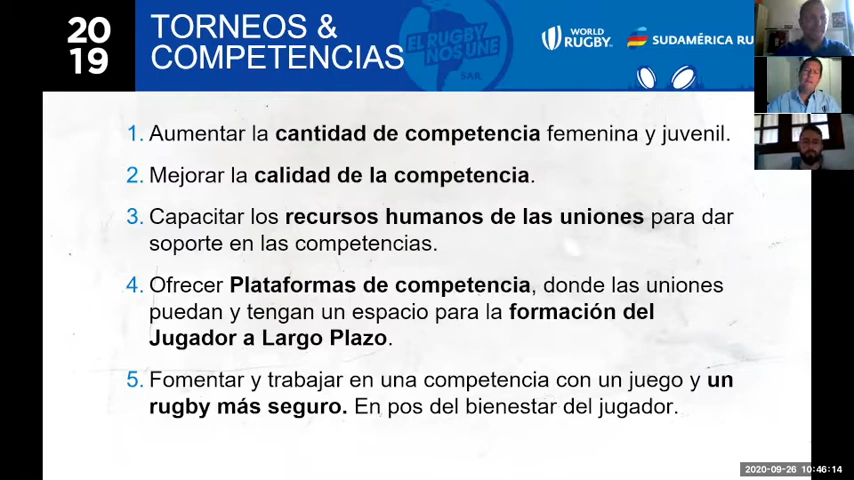 20
19
TORNEOS &
COMPETENCIAS
EL RUGBY
NOS UNE
SAR
WORLD
RUGBY
SUDAMÉRICA RU
1. Aumentar la cantidad de competencia femenina y juvenil.
2. Mejorar la calidad de la competencia.
3. Capacitar los recursos humanos de las uniones para dar
soporte en las competencias.
4. Ofrecer Plataformas de competencia, donde las uniones
puedan y tengan un espacio para la formación del
Jugador a Largo Plazo.
5. Fomentar y trabajar en una competencia con un juego y un
rugby más seguro. En pos del bienestar del jugador.
2020-09-26 10:46:14